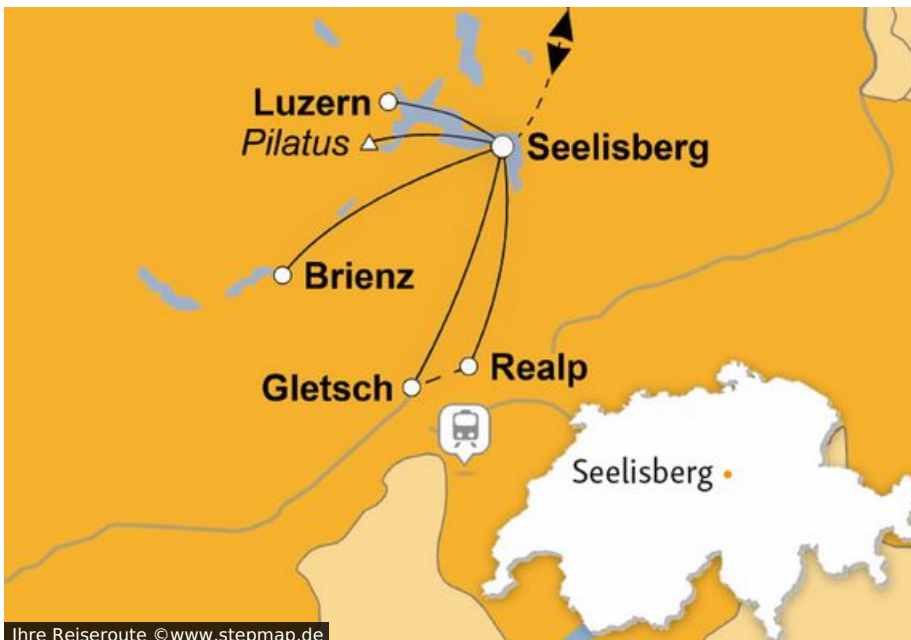 Luzern
Pilatus
Seelisberg
Brienz
Realp
Gletsch
Seelisberg
Ihre Reiseroute ©www.stepmap.de